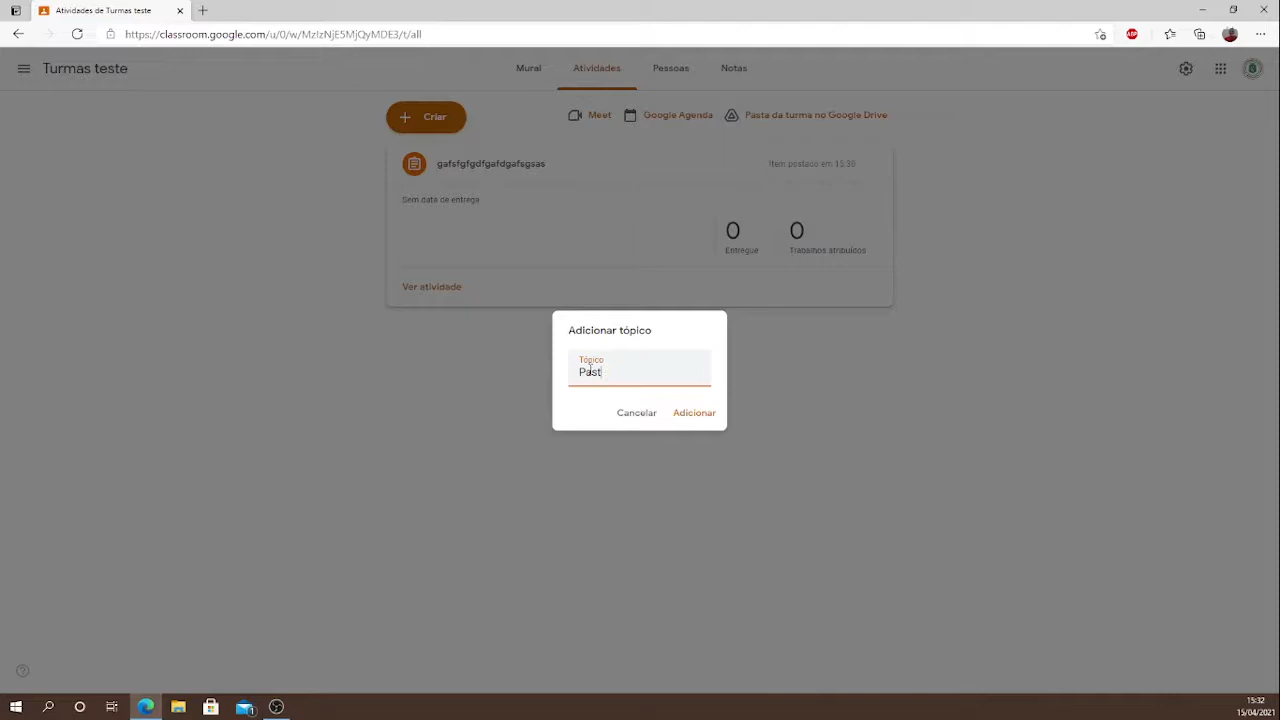 Atividades de Turmas teste
https://classroom.google.com/u/0/w/MzIzNjE5MjQyMDE3/t/all
ABP
Turmas teste
Mural
Atividades
Pessoas
Notas
Criar
Meet
Google Agenda
Pasta da turma no Google Drive
gafsfgfgdfgafdgafsgsas
Item postado em 15:30
Sem data de entrega
0
0
Entregue
Trabalhos atribuídos
Ver atividade
Adicionar tópico
Tópico
Past
Cancelar
Adicionar
15:32
15/04/2021